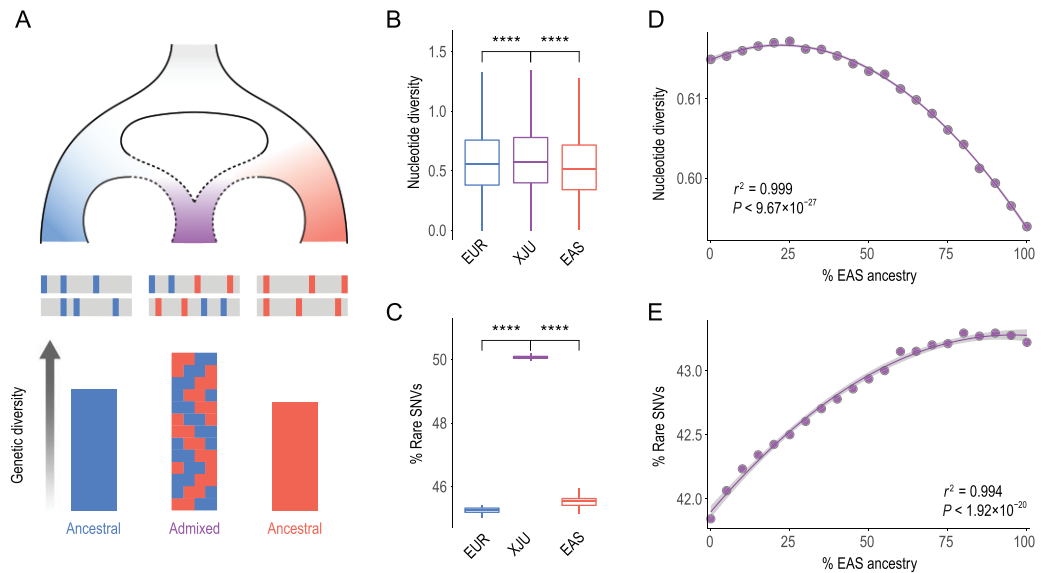 A
Genetic diversity
Ancestral
Admixed
Ancestral
B
Nucleotide diversity
1.5
1.0
0.5
0.0
****
****
EUR
XJU
EAS
C
% Rare SNVs
50
48
46
****
****
EUR
XJU
EAS
D
Nucleotide diversity
0.61
0.60
r² = 0.999
P < 9.67×10⁻²⁷
0
25
50
75
100
% EAS ancestry
E
% Rare SNVs
43.0
42.5
42.0
r² = 0.994
P < 1.92×10⁻²⁰
0
25
50
75
100
% EAS ancestry